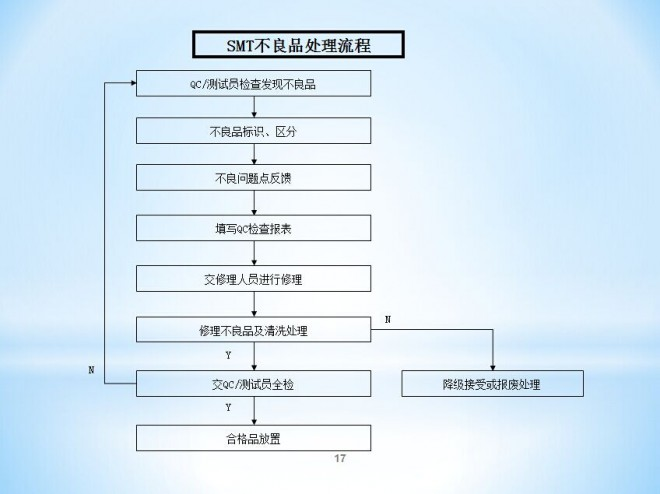 SMT不良品处理流程
QC/测试员检查发现不良品
不良品标识、区分
不良问题点反馈
填写QC检查报表
交修理人员进行修理
修理不良品及清洗处理
N
Y
N
交QC/测试员全检
降级接受或报废处理
Y
合格品放置
17